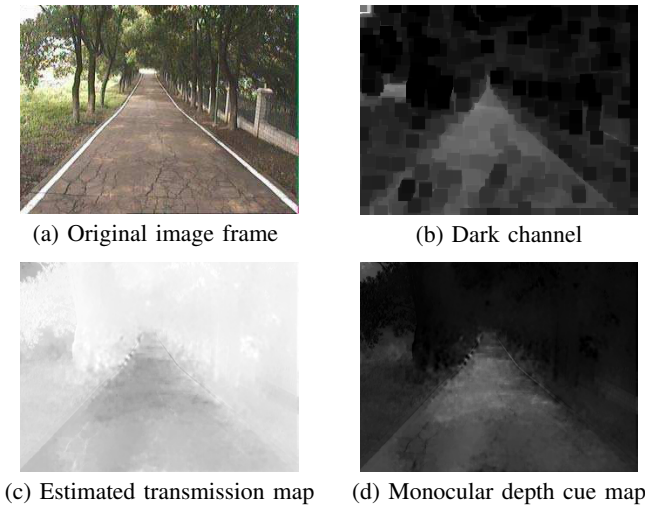 (a) Original image frame
(b) Dark channel
(c) Estimated transmission map
(d) Monocular depth cue map